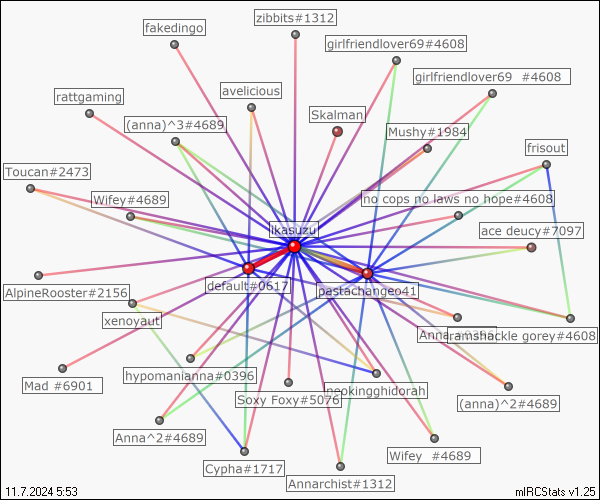 zibbits#1312
fakedingo
girlfriendlover69#4608
girlfriendlover69 #4608
avelicious
rattgaming
Skalman
(anna)^3#4689
Mushy#1984
frisout
Toucan#2473
Wifey#4689
no cops no laws no hope#4608
ikasuzu
ace deucy#7097
default#0617
pastachangeo41
AlpineRooster#2156
xenoyaut
ramshackle gorey#4608
hypomanianna#0396
Mad #6901
Soxy Foxy#5076
neokingghidorah
(anna)^2#4689
Anna^2#4689
Wifey #4689
Cypha#1717
Annarchist#1312
11.7.2024 5:53
mIRCStats v1.25